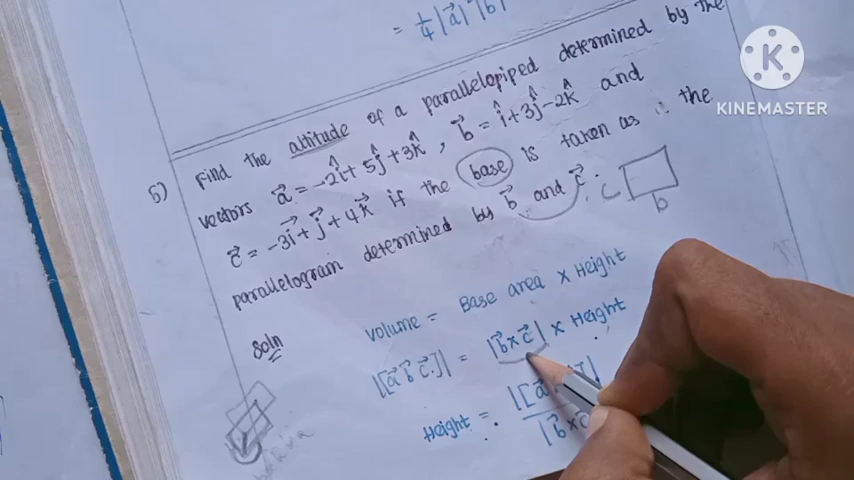 = 1/4 |a⃗| |b⃗|
KINEMASTER
5) Find the altitude of a parallelopiped determined by the
vectors a⃗ = -2î + 5ĵ + 3k̂, b⃗ = î + 3ĵ - 2k̂ and
c⃗ = -3i⃗ + j⃗ + 4k⃗ if the base is taken as the
parallelogram determined by b⃗ and c⃗.
c
b
Soln
Volume = Base area × Height
|[a⃗ b⃗ c⃗]| = |b⃗ × c⃗| × Height
Height = |[a⃗
|b⃗ × c